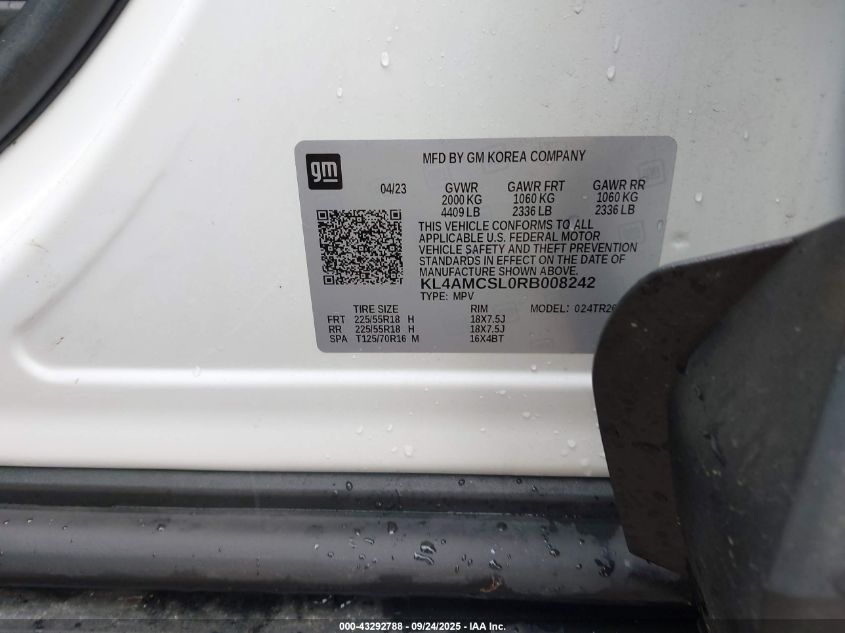 gm
MFD BY GM KOREA COMPANY
04/23 GVWR GAWR FRT GAWR RR
2000 KG 1060 KG 1060 KG
4409 LB 2336 LB 2336 LB
THIS VEHICLE CONFORMS TO ALL
APPLICABLE U.S. FEDERAL MOTOR
VEHICLE SAFETY AND THEFT PREVENTION
STANDARDS IN EFFECT ON THE DATE OF
MANUFACTURE SHOWN ABOVE.
KL4AMCSL0RB008242
TYPE: MPV
TIRE SIZE RIM MODEL: 024TR26
FRT 225/55R18 H 18X7.5J
RR 225/55R18 H 18X7.5J
SPA T125/70R16 M 16X4BT
000-43292788 - 09/24/2025 - IAA Inc.